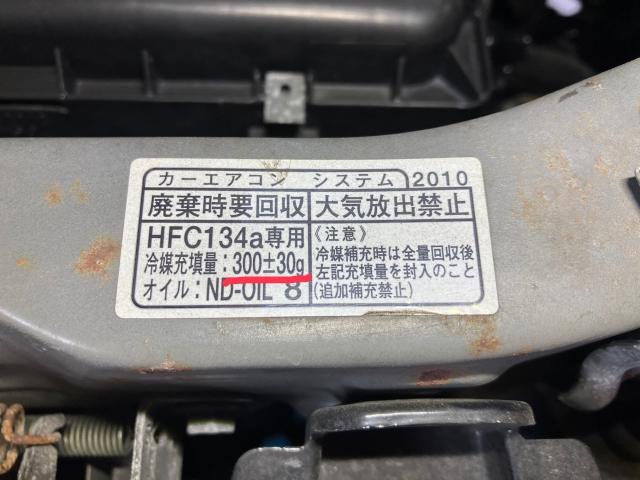 カーエアコン システム 2010
廃棄時要回収 大気放出禁止
HFC134a専用
冷媒充填量:300±30g
オイル:ND-OIL 8
《注意》
冷媒補充時は全量回収後
左記充填量を封入のこと
(追加補充禁止)